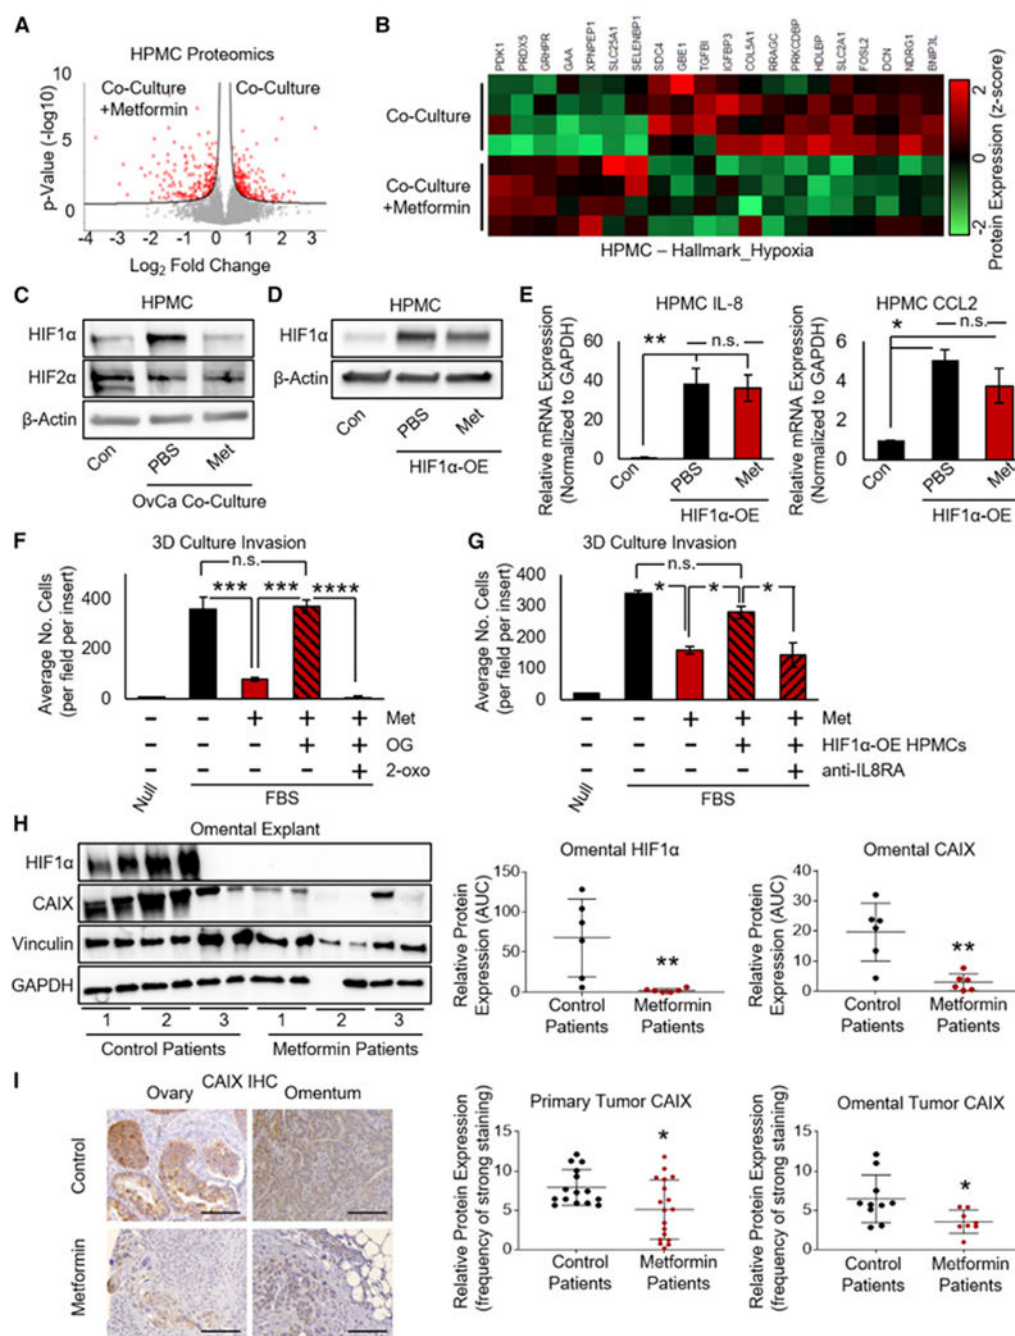 A
HPMC Proteomics
Co-Culture
+Metformin
Co-Culture
p-Value (-log10)
10
5
0
-4
-3
-2
-1
0
1
2
3
Log2 Fold Change
B
PDK1
PRDX5
GRHPR
GAA
XPNPEP1
SLC25A1
SELENBP1
SDC4
GBE1
TGFBI
IGFBP3
COL5A1
RRAGC
PRKCDBP
HDLBP
SLC2A1
FOSL2
DCN
NDRG1
BNIP3L
Co-Culture
Co-Culture
+Metformin
HPMC – Hallmark_Hypoxia
2
0
-2
Protein Expression (z-score)
C
HPMC
HIF1α
HIF2α
β-Actin
Con
PBS
Met
OvCa Co-Culture
D
HPMC
HIF1α
β-Actin
Con
PBS
Met
HIF1α-OE
E
HPMC IL-8
Relative mRNA Expression
(Normalized to GAPDH)
60
40
20
0
**
n.s.
Con
PBS
Met
HIF1α-OE
HPMC CCL2
Relative mRNA Expression
(Normalized to GAPDH)
6
4
2
0
*
n.s.
Con
PBS
Met
HIF1α-OE
F
3D Culture Invasion
Average No. Cells
(per field per insert)
400
200
0
n.s.
*** *** ****
– – + + + Met
– – – + + OG
– – – – + 2-oxo
Null
FBS
G
3D Culture Invasion
Average No. Cells
(per field per insert)
400
300
200
100
0
n.s.
* * *
– – + + + Met
– – – + + HIF1α-OE HPMCs
– – – – + anti-IL8RA
Null
FBS
H
Omental Explant
HIF1α
CAIX
Vinculin
GAPDH
1 2 3 1 2 3
Control Patients Metformin Patients
Omental HIF1α
Relative Protein
Expression (AUC)
150
100
50
0
**
Control
Patients
Metformin
Patients
Omental CAIX
Relative Protein
Expression (AUC)
40
30
20
10
0
**
Control
Patients
Metformin
Patients
I
CAIX IHC
Ovary
Omentum
Control
Metformin
Primary Tumor CAIX
Relative Protein Expression
(frequency of strong staining)
15
10
5
0
*
Control
Patients
Metformin
Patients
Omental Tumor CAIX
Relative Protein Expression
(frequency of strong staining)
15
10
5
0
*
Control
Patients
Metformin
Patients